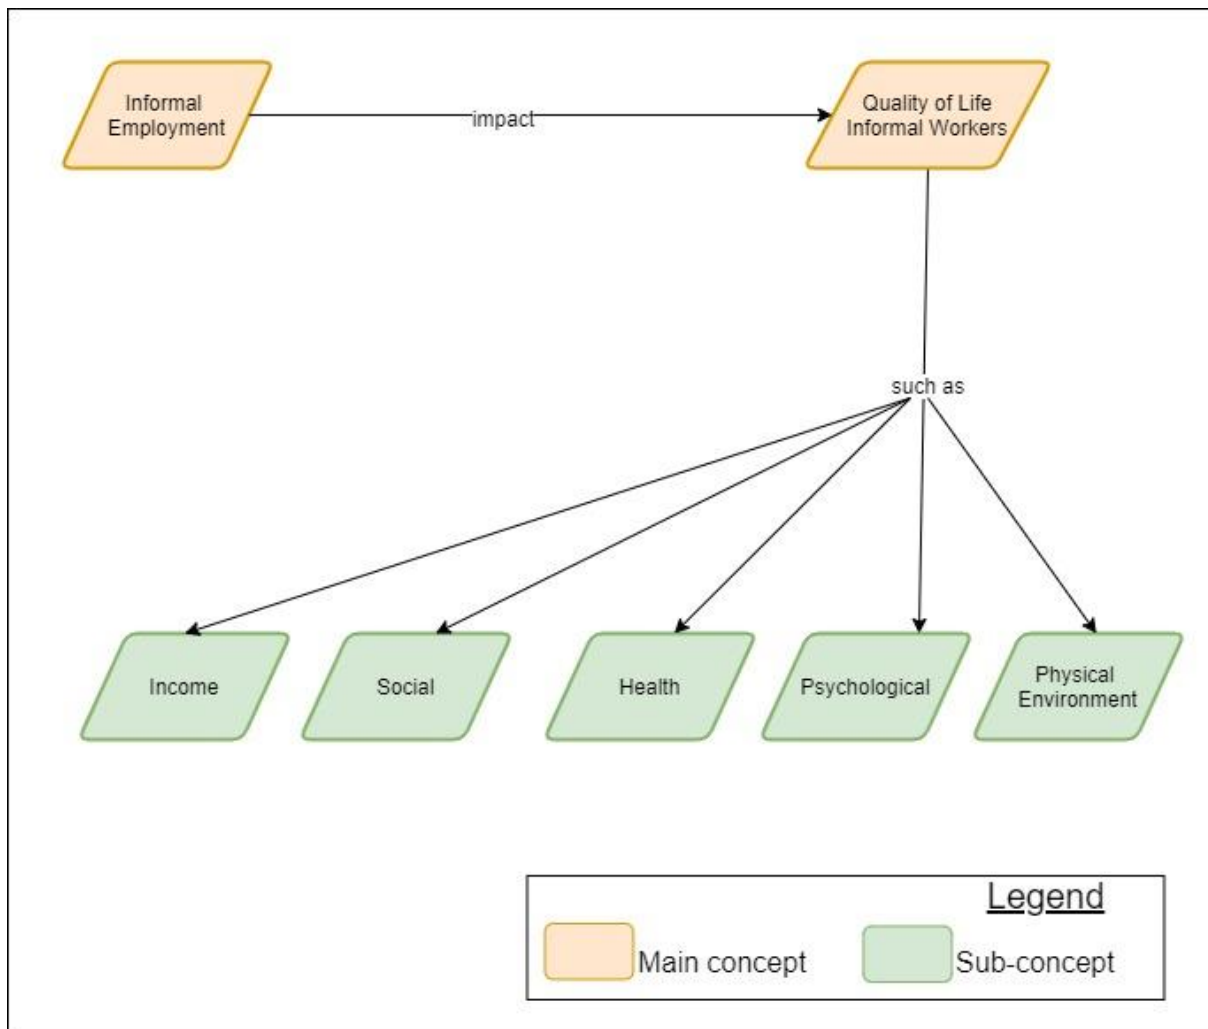 Informal
Employment
impact
Quality of Life
Informal Workers
such as
Income
Social
Health
Psychological
Physical
Environment
Legend
Main concept
Sub-concept